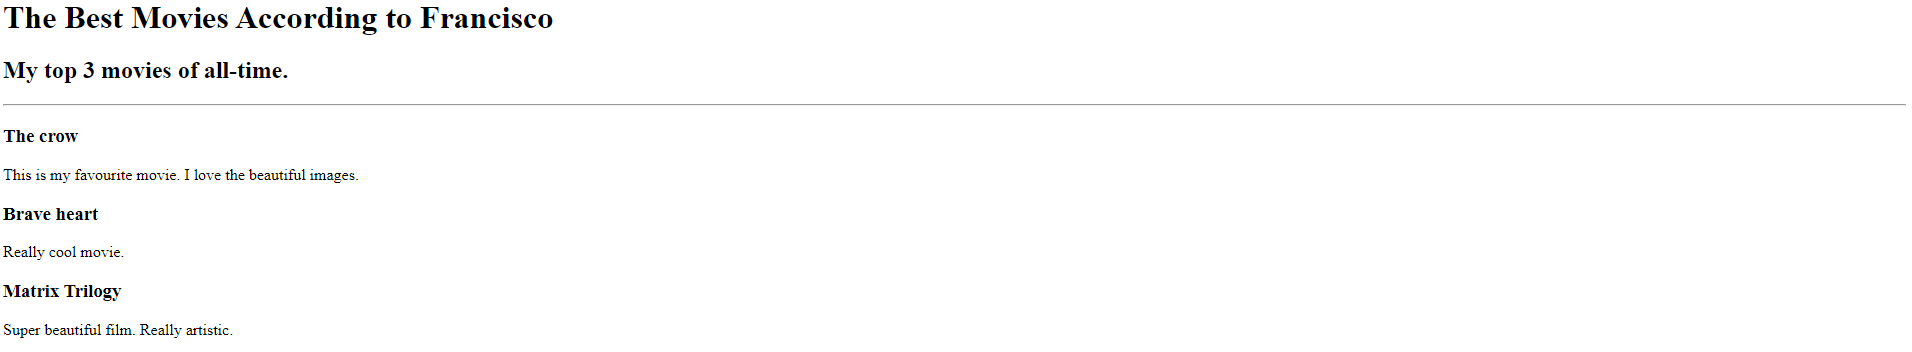 The Best Movies According to Francisco
My top 3 movies of all-time.
The crow
This is my favourite movie. I love the beautiful images.
Brave heart
Really cool movie.
Matrix Trilogy
Super beautiful film. Really artistic.